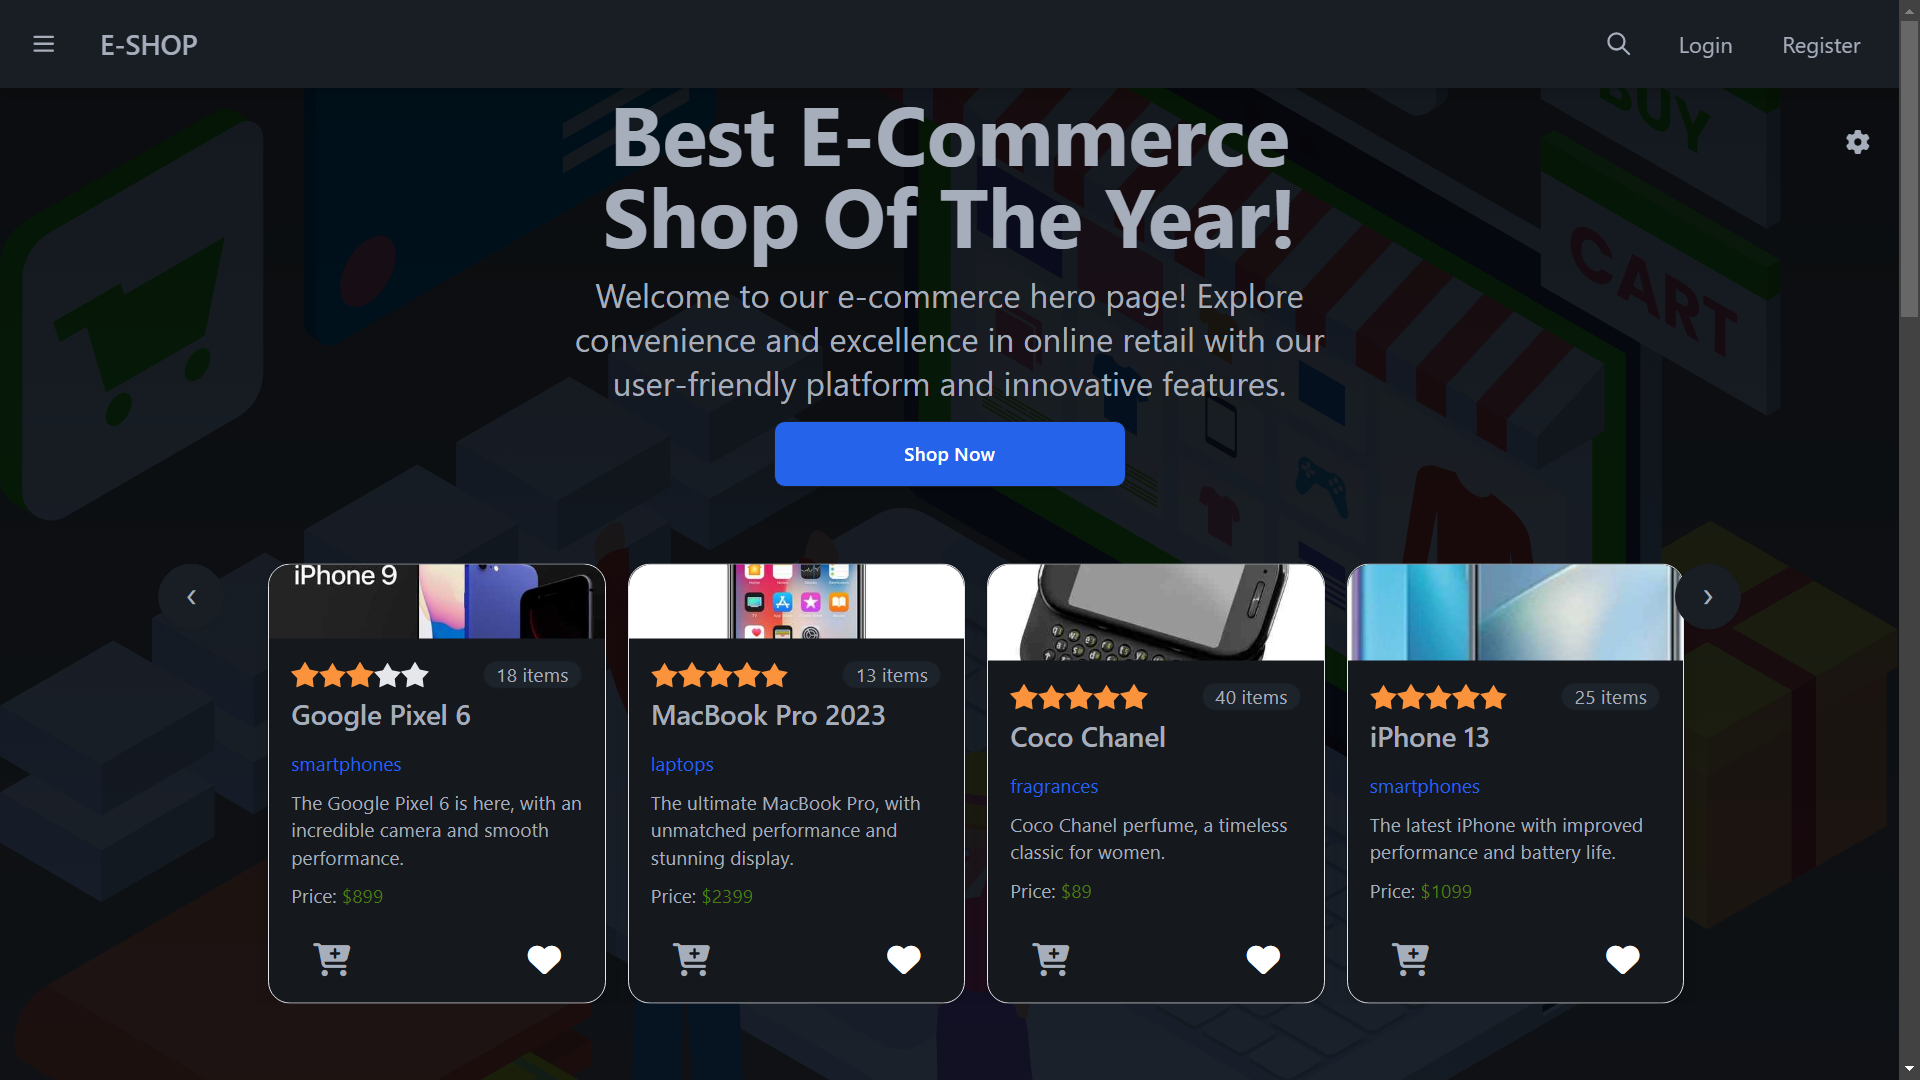 E-SHOP
Login
Register
Best E-Commerce
Shop Of The Year!
Welcome to our e-commerce hero page! Explore
convenience and excellence in online retail with our
user-friendly platform and innovative features.
Shop Now
BUY
CART
iPhone 9
18 items
Google Pixel 6
smartphones
The Google Pixel 6 is here, with an
incredible camera and smooth
performance.
Price: $899
13 items
MacBook Pro 2023
laptops
The ultimate MacBook Pro, with
unmatched performance and
stunning display.
Price: $2399
40 items
Coco Chanel
fragrances
Coco Chanel perfume, a timeless
classic for women.
Price: $89
25 items
iPhone 13
smartphones
The latest iPhone with improved
performance and battery life.
Price: $1099